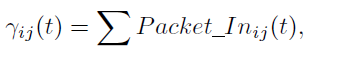 γij(t) = ∑ Packet_Inij(t),